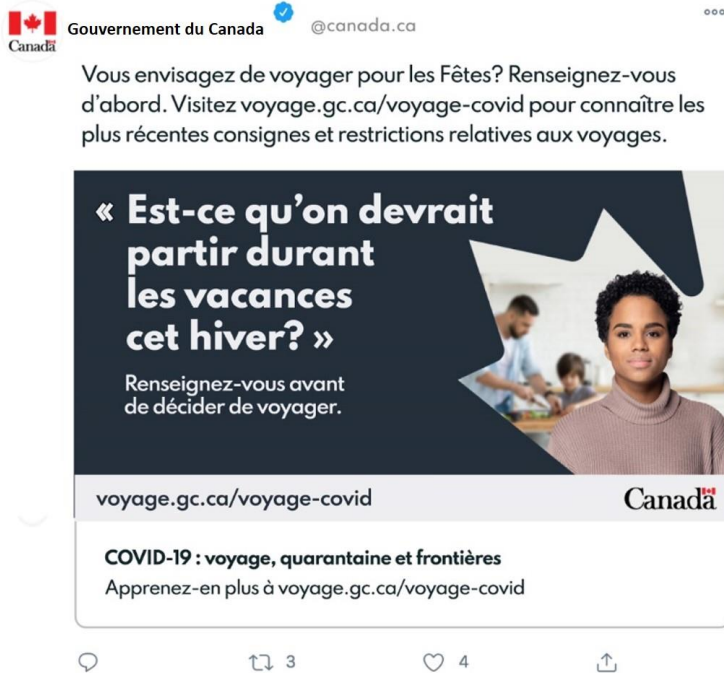 Canada
Gouvernement du Canada
@canada.ca
Vous envisagez de voyager pour les Fêtes? Renseignez-vous
d'abord. Visitez voyage.gc.ca/voyage-covid pour connaître les
plus récentes consignes et restrictions relatives aux voyages.
« Est-ce qu'on devrait
partir durant
les vacances
cet hiver? »
Renseignez-vous avant
de décider de voyager.
voyage.gc.ca/voyage-covid
Canada
COVID-19 : voyage, quarantaine et frontières
Apprenez-en plus à voyage.gc.ca/voyage-covid
3 4